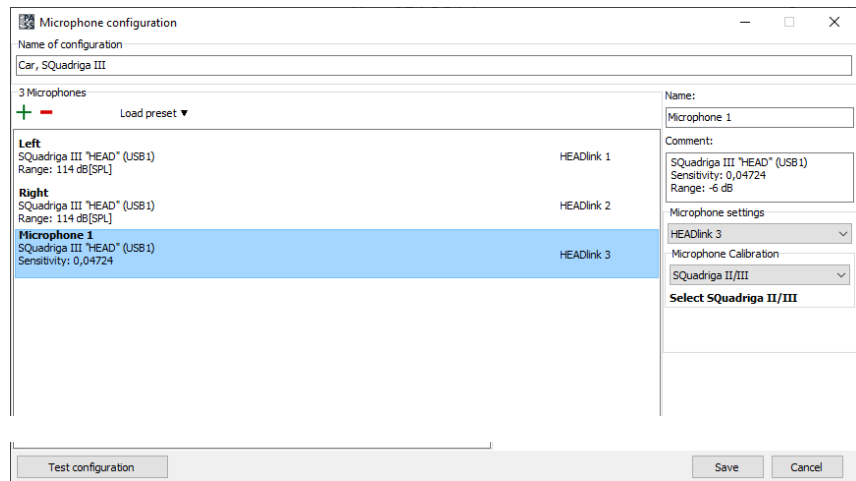 Microphone configuration
Name of configuration
Car, SQuadriga III
3 Microphones
Load preset ▼
Left
SQuadriga III "HEAD" (USB1)
Range: 114 dB[SPL]
HEADlink 1
Right
SQuadriga III "HEAD" (USB1)
Range: 114 dB[SPL]
HEADlink 2
Microphone 1
SQuadriga III "HEAD" (USB1)
Sensitivity: 0,04724
HEADlink 3
Name:
Microphone 1
Comment:
SQuadriga III "HEAD" (USB1)
Sensitivity: 0,04724
Range: -6 dB
Microphone settings
HEADlink 3
Microphone Calibration
SQuadriga II/III
Select SQuadriga II/III
Test configuration
Save
Cancel